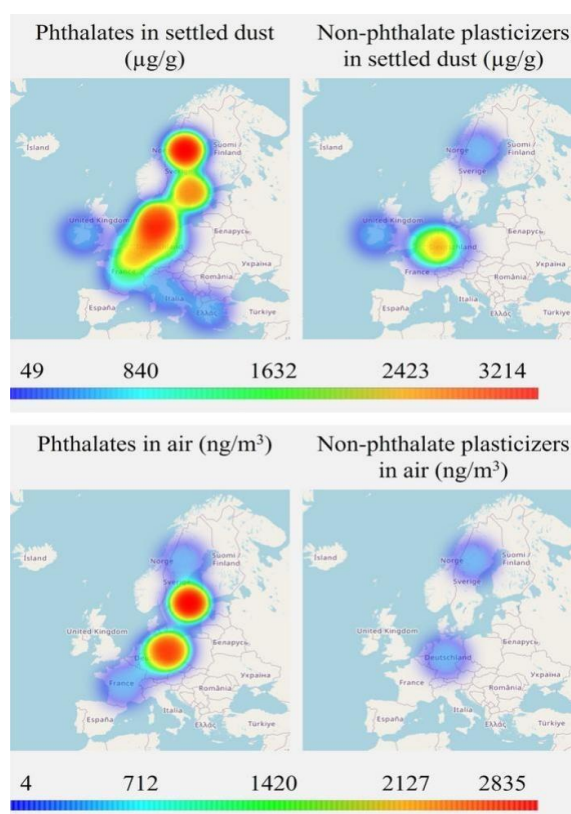 Phthalates in settled dust
(µg/g)
Non-phthalate plasticizers
in settled dust (µg/g)
Ísland
Norge
Suomi /
Finland
United Kingdom
Беларусь
Україна
France
România
España
Italia
Ελλάς
Türkiye
Ísland
Norge
Suomi /
Finland
Sverige
Беларусь
Deutschland
Україна
France
România
España
Italia
Ελλάς
Türkiye
49 840 1632 2423 3214
Phthalates in air (ng/m³)
Non-phthalate plasticizers
in air (ng/m³)
Ísland
Norge
Suomi /
Finland
United Kingdom
Беларусь
Україна
France
România
España
Italia
Ελλάς
Türkiye
Ísland
Norge
Suomi /
Finland
Sverige
United Kingdom
Беларусь
Deutschland
Україна
France
România
España
Italia
Ελλάς
Türkiye
4 712 1420 2127 2835